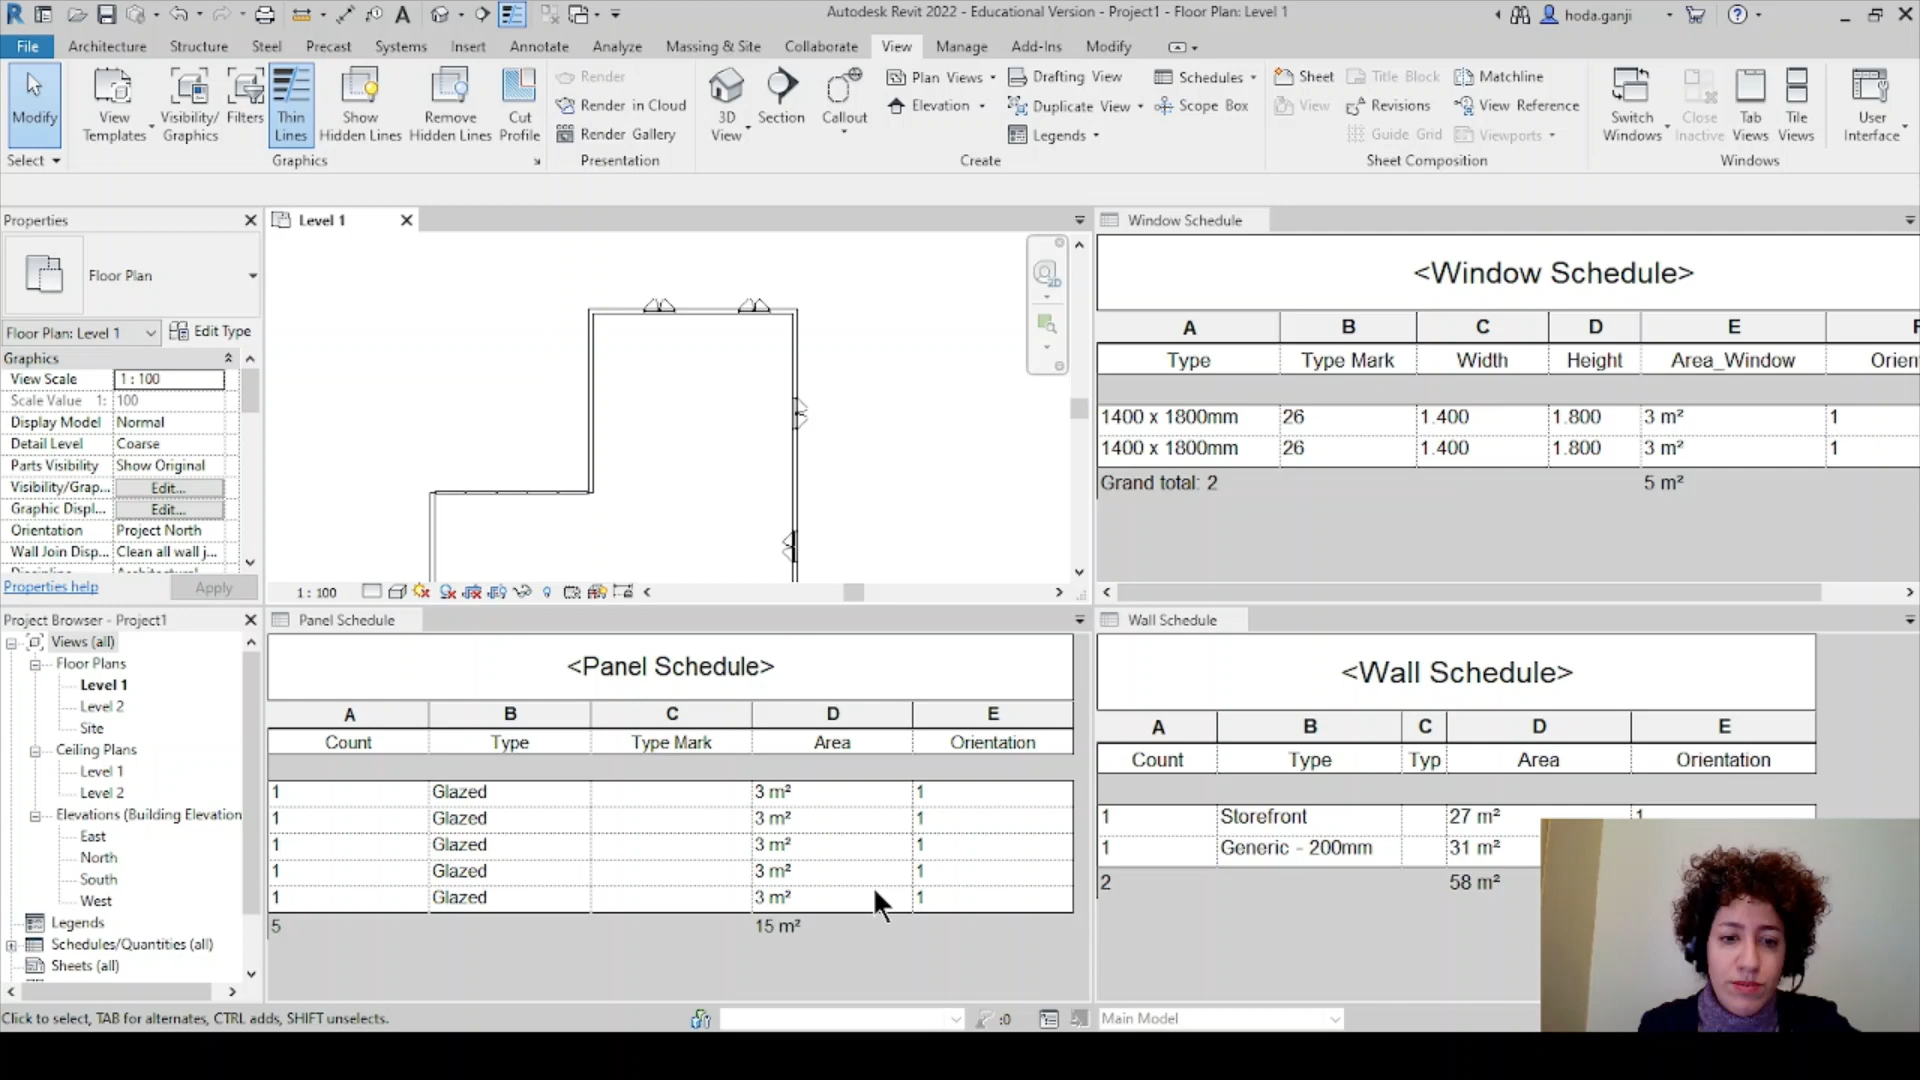 Autodesk Revit 2022 - Educational Version - Project1 - Floor Plan: Level 1
hoda.ganji
File Architecture Structure Steel Precast Systems Insert Annotate Analyze Massing & Site Collaborate View Manage Add-Ins Modify
Modify
View Templates
Visibility/ Graphics
Filters
Thin Lines
Show Hidden Lines
Remove Hidden Lines
Cut Profile
Render
Render in Cloud
Render Gallery
3D View
Section
Callout
Plan Views
Elevation
Drafting View
Duplicate View
Legends
Schedules
Scope Box
Sheet
View
Title Block
Revisions
Guide Grid
Matchline
View Reference
Viewports
Switch Windows
Close Inactive
Tab Views
Tile Views
User Interface
Select
Graphics
Presentation
Create
Sheet Composition
Windows
Properties
Floor Plan
Floor Plan: Level 1 Edit Type
Graphics
View Scale 1 : 100
Scale Value 1: 100
Display Model Normal
Detail Level Coarse
Parts Visibility Show Original
Visibility/Grap... Edit...
Graphic Displ... Edit...
Orientation Project North
Wall Join Disp... Clean all wall j...
Properties help Apply
Project Browser - Project1
Views (all)
Floor Plans
Level 1
Level 2
Site
Ceiling Plans
Level 1
Level 2
Elevations (Building Elevation
East
North
South
West
Legends
Schedules/Quantities (all)
Sheets (all)
Level 1
2D
1 : 100
Window Schedule
<Window Schedule>
A B C D E F
Type Type Mark Width Height Area_Window Orien
1400 x 1800mm 26 1.400 1.800 3 m² 1
1400 x 1800mm 26 1.400 1.800 3 m² 1
Grand total: 2 5 m²
Panel Schedule
<Panel Schedule>
A B C D E
Count Type Type Mark Area Orientation
1 Glazed 3 m² 1
1 Glazed 3 m² 1
1 Glazed 3 m² 1
1 Glazed 3 m² 1
1 Glazed 3 m² 1
5 15 m²
Wall Schedule
<Wall Schedule>
A B C D E
Count Type Typ Area Orientation
1 Storefront 27 m² 1
1 Generic - 200mm 31 m²
2 58 m²
Click to select, TAB for alternates, CTRL adds, SHIFT unselects.
:0
Main Model